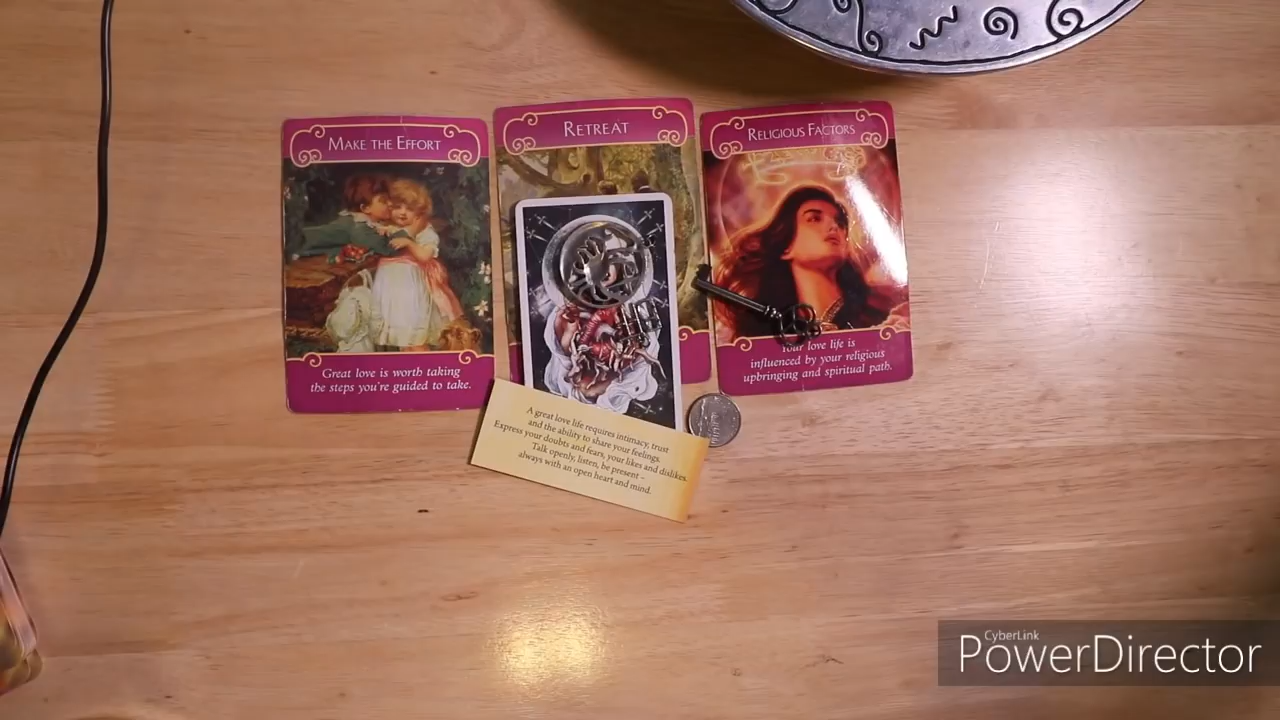 MAKE THE EFFORT
Great love is worth taking
the steps you're guided to take.
RETREAT
RELIGIOUS FACTORS
Your love life is
influenced by your religious
upbringing and spiritual path.
A great love life requires intimacy, trust
and the ability to share your feelings.
Express your doubts and fears, your likes and dislikes.
Talk openly, listen, be present –
always with an open heart and mind.
CyberLink
PowerDirector